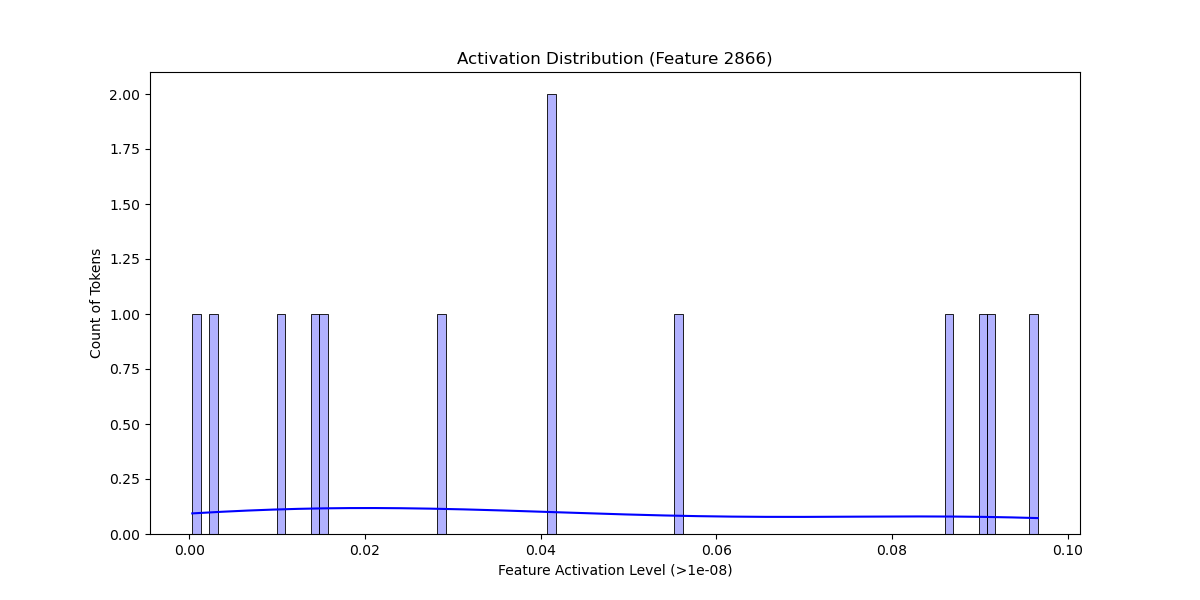 Activation Distribution (Feature 2866)
2.00
1.75
1.50
1.25
1.00
0.75
0.50
0.25
0.00
Count of Tokens
0.00 0.02 0.04 0.06 0.08 0.10
Feature Activation Level (>1e-08)